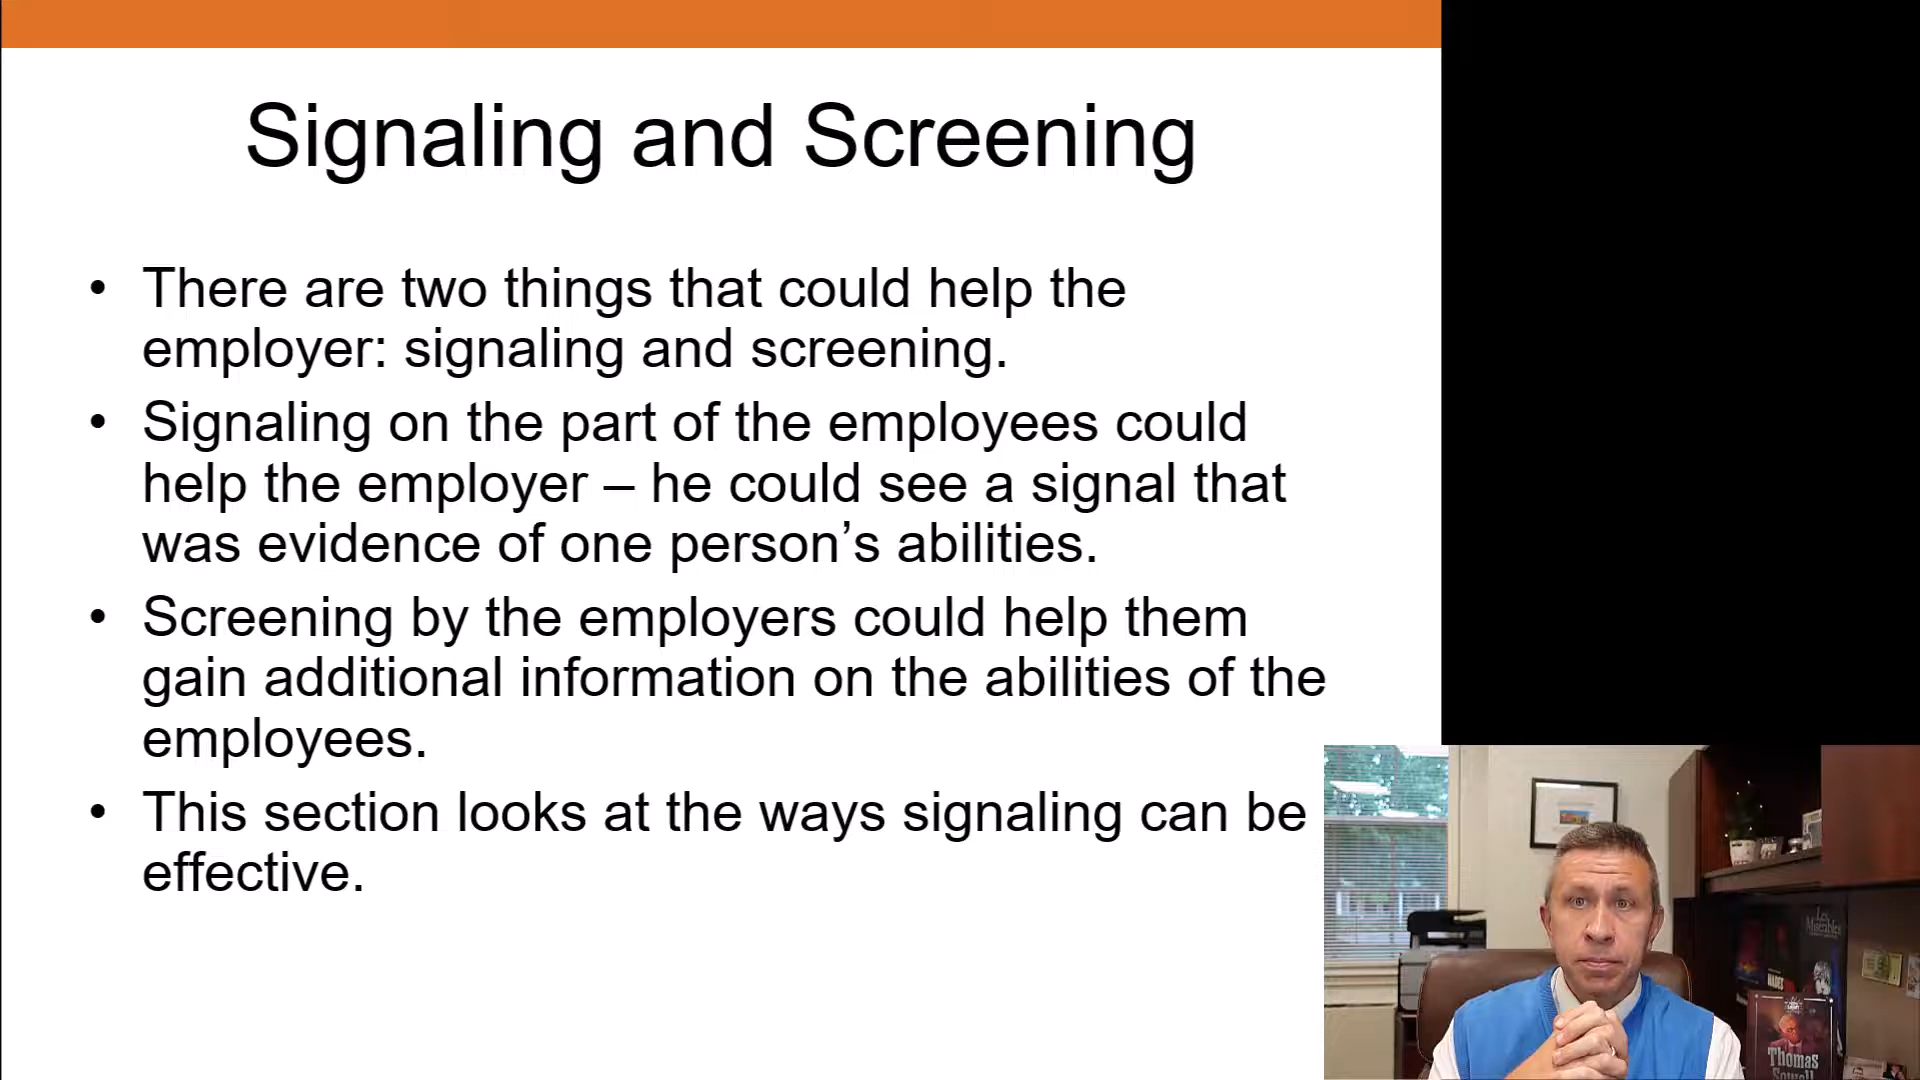 Signaling and Screening
• There are two things that could help the
employer: signaling and screening.
• Signaling on the part of the employees could
help the employer – he could see a signal that
was evidence of one person’s abilities.
• Screening by the employers could help them
gain additional information on the abilities of the
employees.
• This section looks at the ways signaling can be
effective.
Les
Misérables
Thomas
Sowell